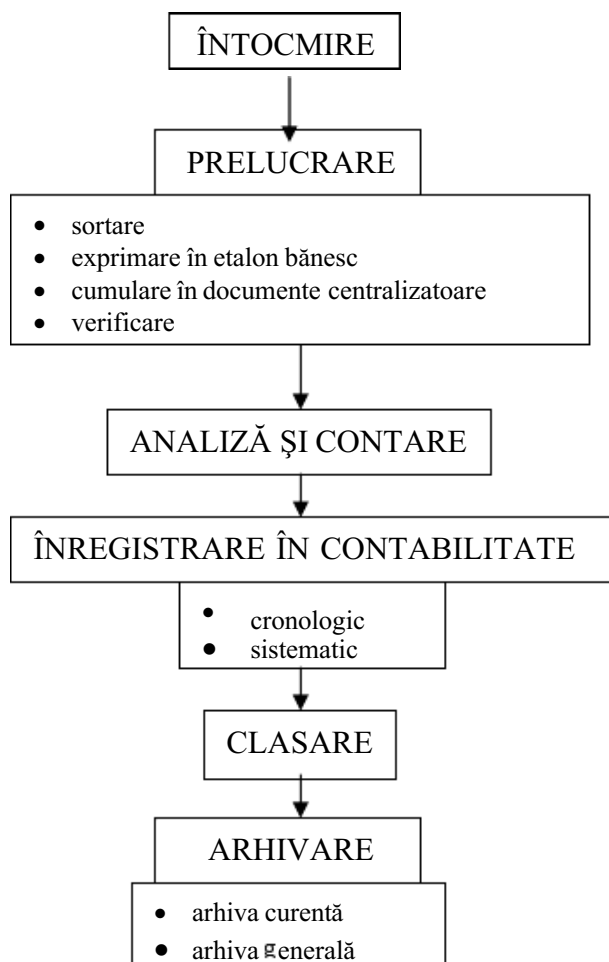 ÎNTOCMIRE
PRELUCRARE
• sortare
• exprimare în etalon bănesc
• cumulare în documente centralizatoare
• verificare
ANALIZĂ ŞI CONTARE
ÎNREGISTRARE ÎN CONTABILITATE
• cronologic
• sistematic
CLASARE
ARHIVARE
• arhiva curentă
• arhiva generală